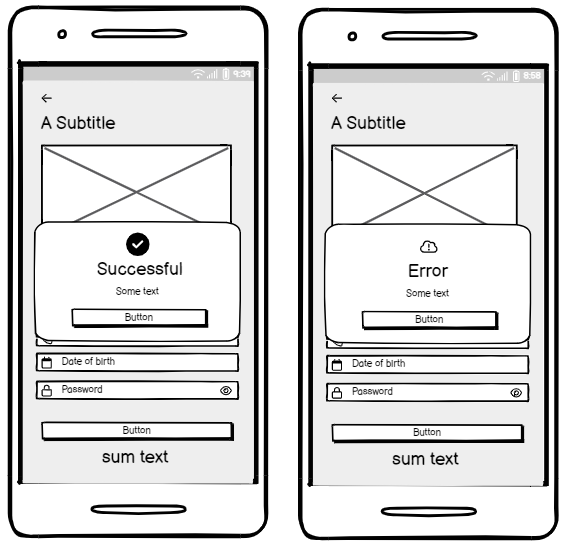 9:39
A Subtitle
Successful
Some text
Button
Date of birth
Password
Button
sum text
8:58
A Subtitle
Error
Some text
Button
Date of birth
Password
Button
sum text